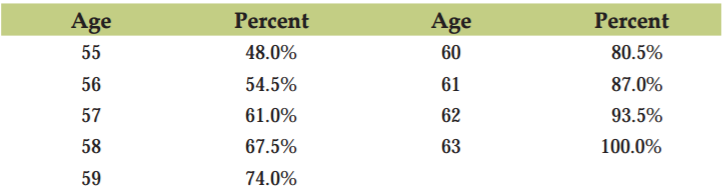 Age Percent Age Percent
55 48.0% 60 80.5%
56 54.5% 61 87.0%
57 61.0% 62 93.5%
58 67.5% 63 100.0%
59 74.0%